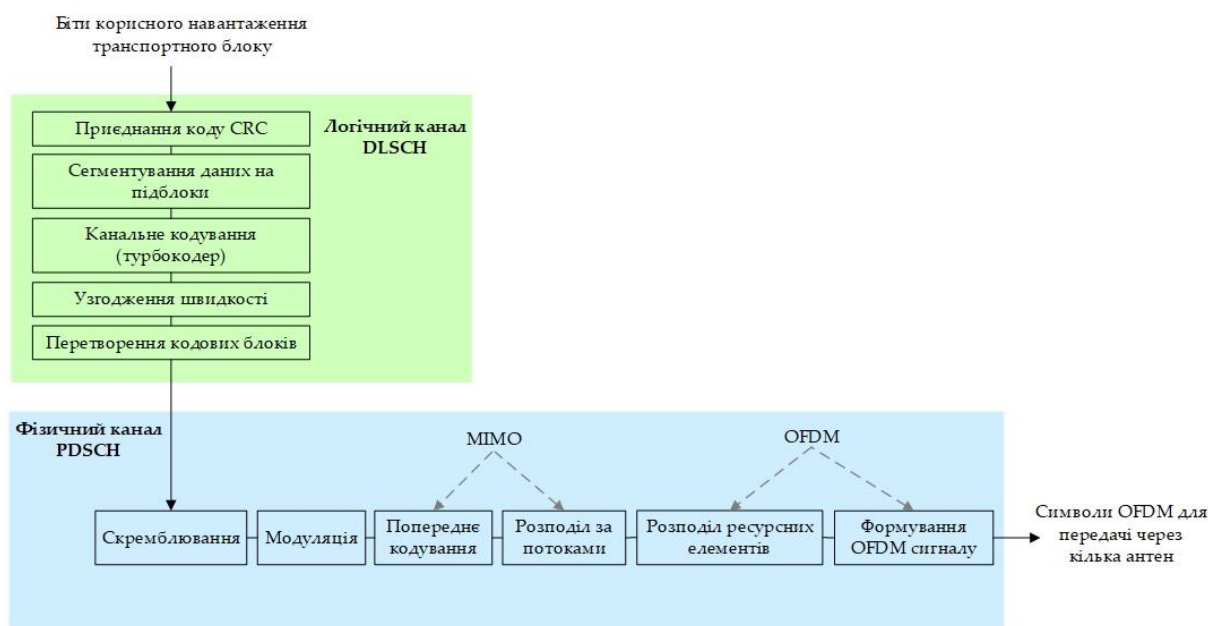 Біти корисного навантаження
транспортного блоку
Приєднання коду CRC
Логічний канал
DLSCH
Сегментування даних на
підблоки
Канальне кодування
(турбокодер)
Узгодження швидкості
Перетворення кодових блоків
Фізичний канал
PDSCH
MIMO
OFDM
Скремблювання
Модуляція
Попереднє
кодування
Розподіл за
потоками
Розподіл ресурсних
елементів
Формування
OFDM сигналу
Символи OFDM для
передачі через
кілька антен